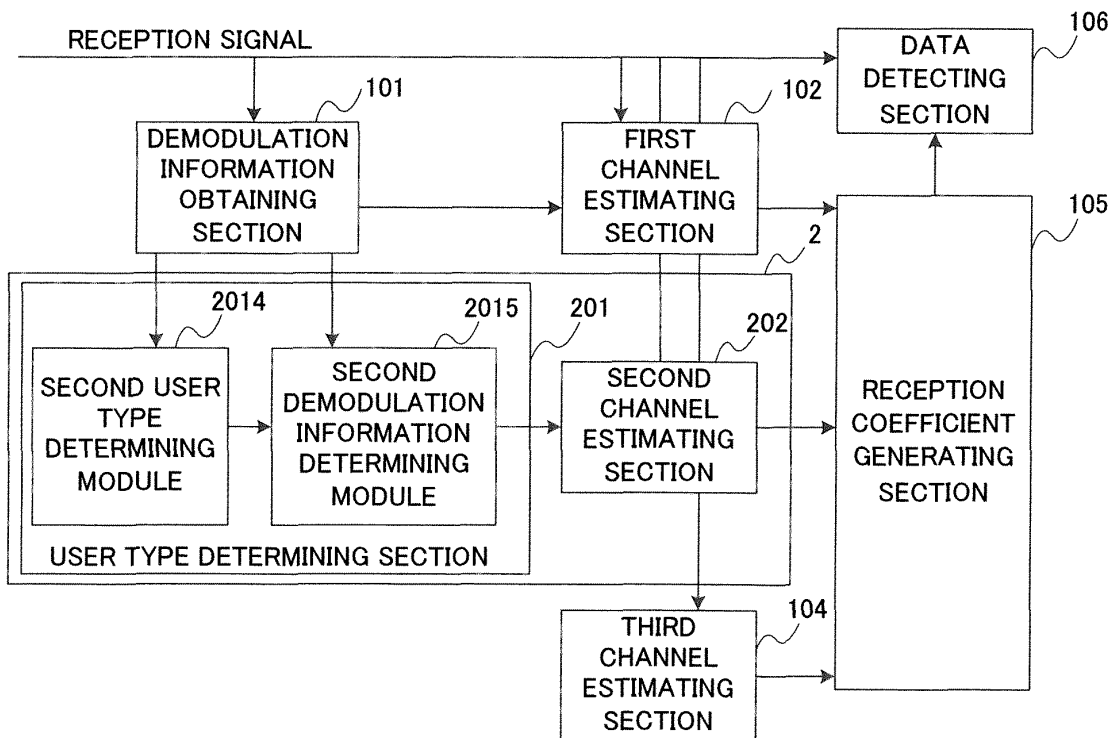 RECEPTION SIGNAL
101
102
106
DATA
DETECTING
SECTION
DEMODULATION
INFORMATION
OBTAINING
SECTION
FIRST
CHANNEL
ESTIMATING
SECTION
105
2
2014
2015
201
202
SECOND USER
TYPE
DETERMINING
MODULE
SECOND
DEMODULATION
INFORMATION
DETERMINING
MODULE
SECOND
CHANNEL
ESTIMATING
SECTION
RECEPTION
COEFFICIENT
GENERATING
SECTION
USER TYPE DETERMINING SECTION
104
THIRD
CHANNEL
ESTIMATING
SECTION